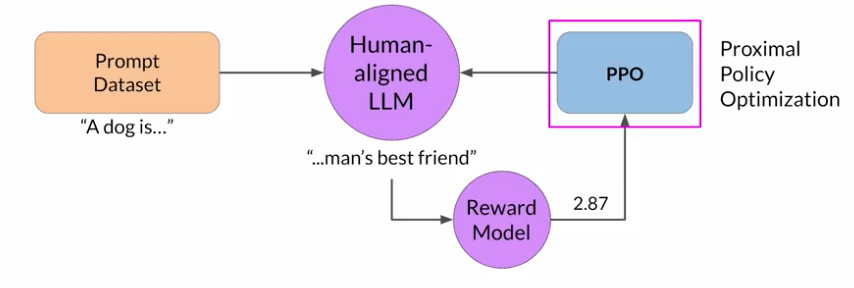 Prompt
Dataset
"A dog is..."
Human-
aligned
LLM
"...man's best friend"
PPO
Proximal
Policy
Optimization
Reward
Model
2.87